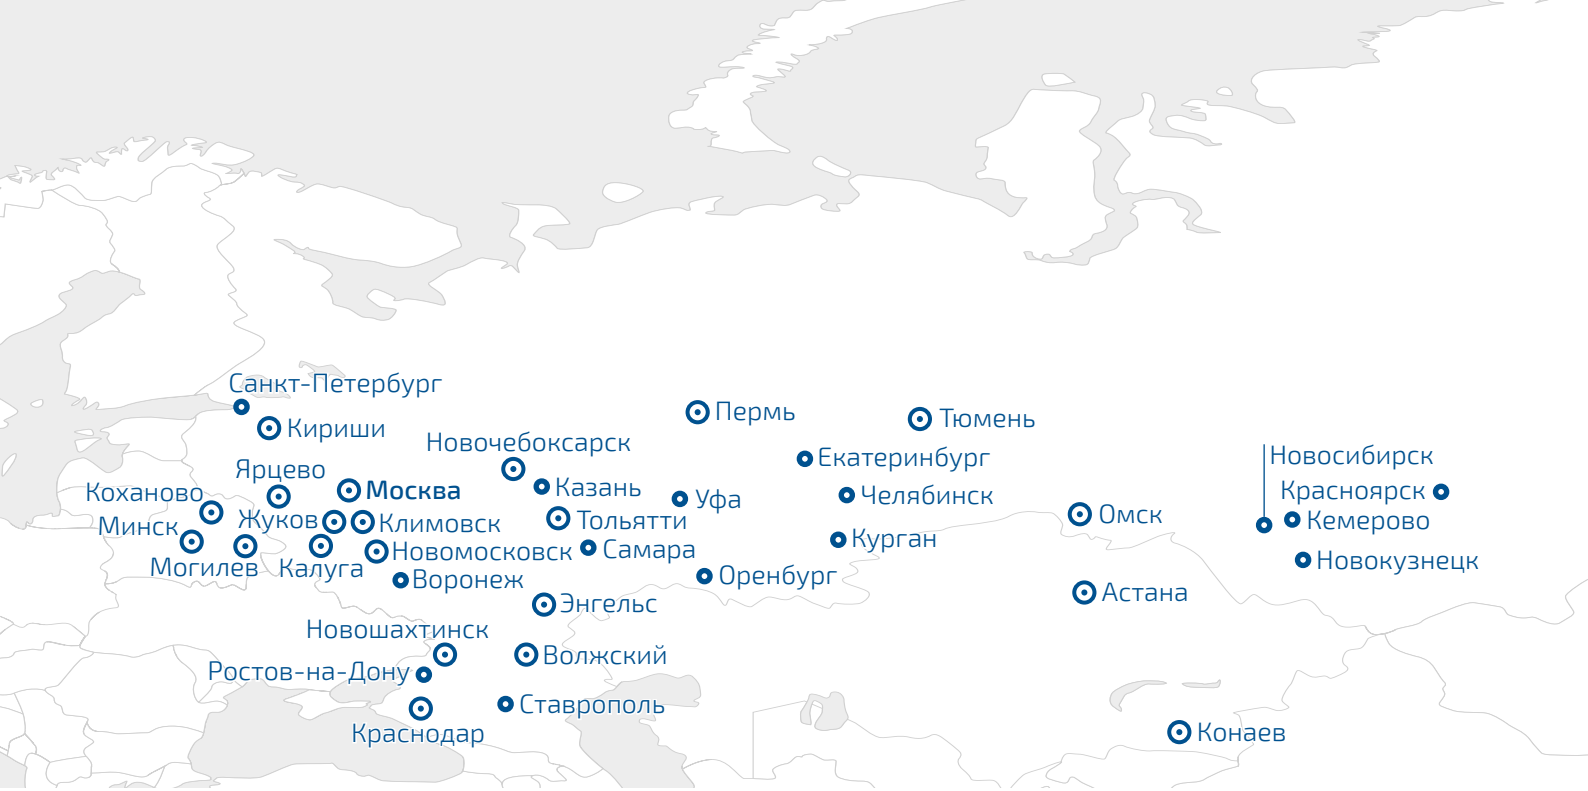 Санкт-Петербург
Кириши
Пермь
Тюмень
Новочебоксарск
Екатеринбург
Новосибирск
Ярцево
Москва
Казань
Уфа
Челябинск
Красноярск
Коханово
Жуков
Климовск
Тольятти
Омск
Кемерово
Минск
Новомосковск
Самара
Курган
Новокузнецк
Могилев
Калуга
Воронеж
Оренбург
Астана
Энгельс
Новошахтинск
Волжский
Ростов-на-Дону
Ставрополь
Краснодар
Конаев